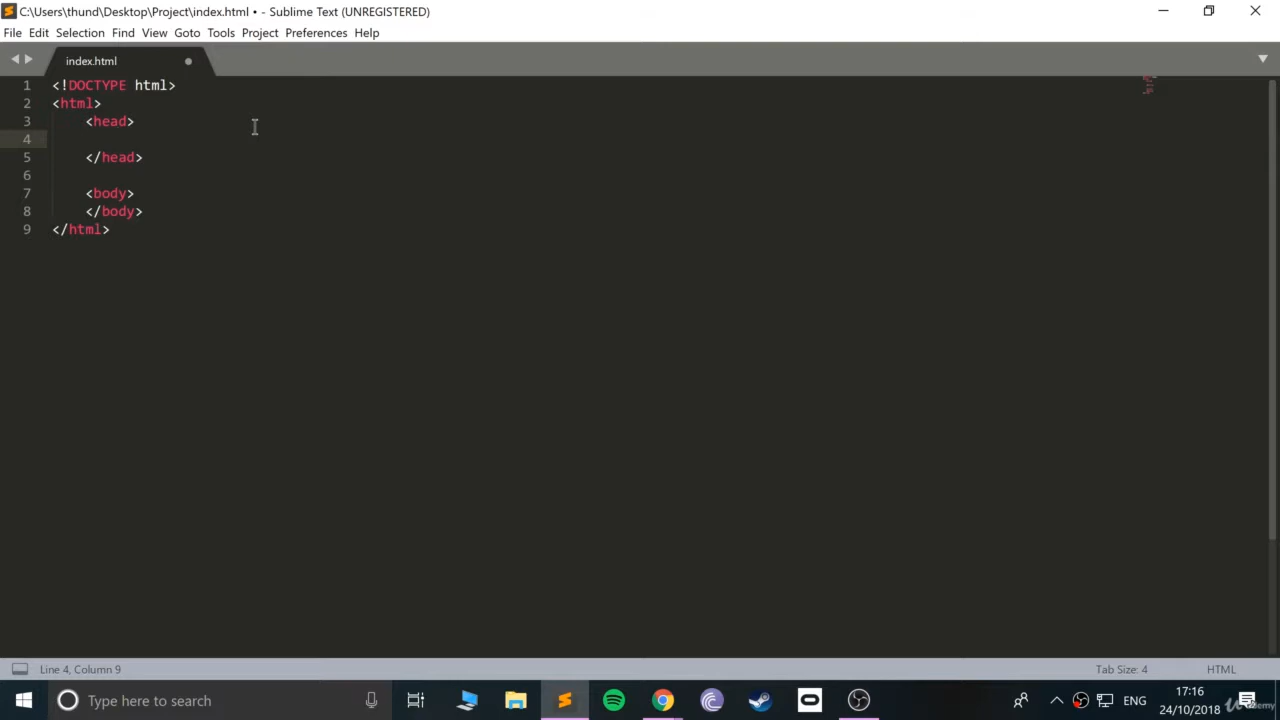 C:\Users\thund\Desktop\Project\index.html • - Sublime Text (UNREGISTERED)
File Edit Selection Find View Goto Tools Project Preferences Help
index.html
1 <!DOCTYPE html>
2 <html>
3 <head>
4
5 </head>
6
7 <body>
8 </body>
9 </html>
Line 4, Column 9
Tab Size: 4
HTML
Type here to search
ENG
17:16
24/10/2018
Udemy